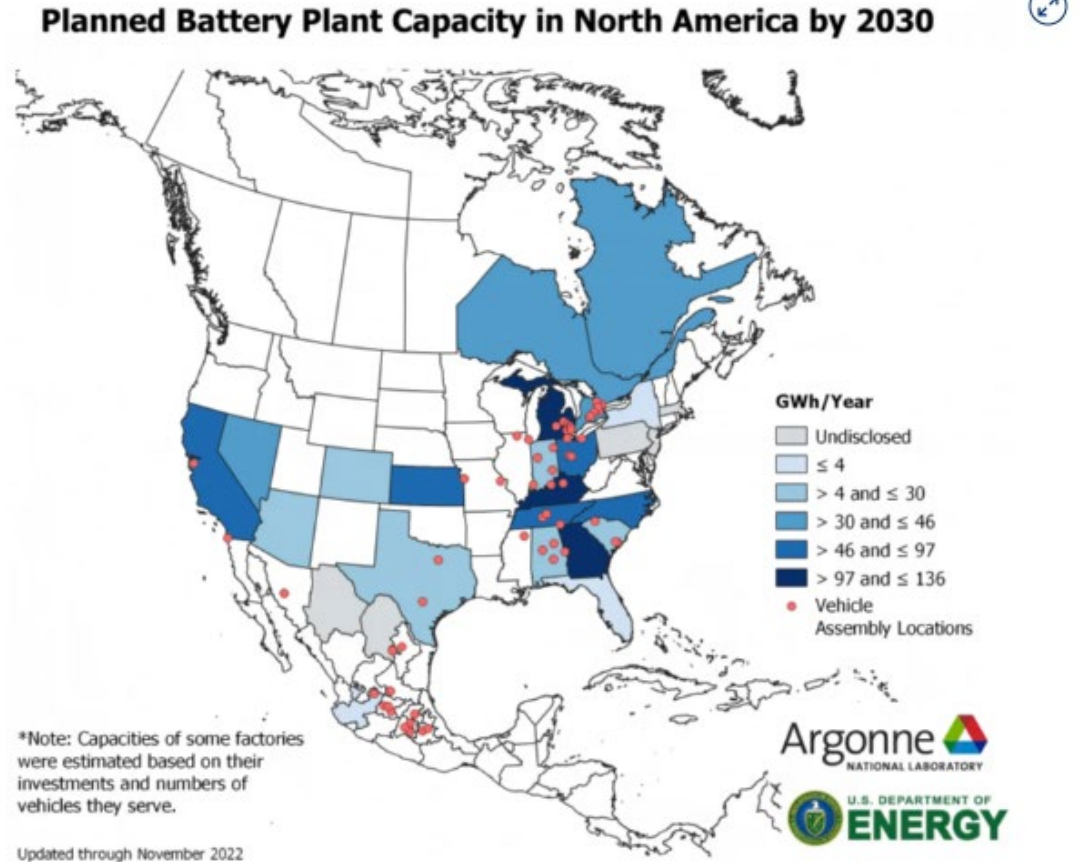 Planned Battery Plant Capacity in North America by 2030
GWh/Year
Undisclosed
≤ 4
> 4 and ≤ 30
> 30 and ≤ 46
> 46 and ≤ 97
> 97 and ≤ 136
Vehicle
Assembly Locations
*Note: Capacities of some factories
were estimated based on their
investments and numbers of
vehicles they serve.
Updated through November 2022
Argonne
NATIONAL LABORATORY
U.S. DEPARTMENT OF
ENERGY